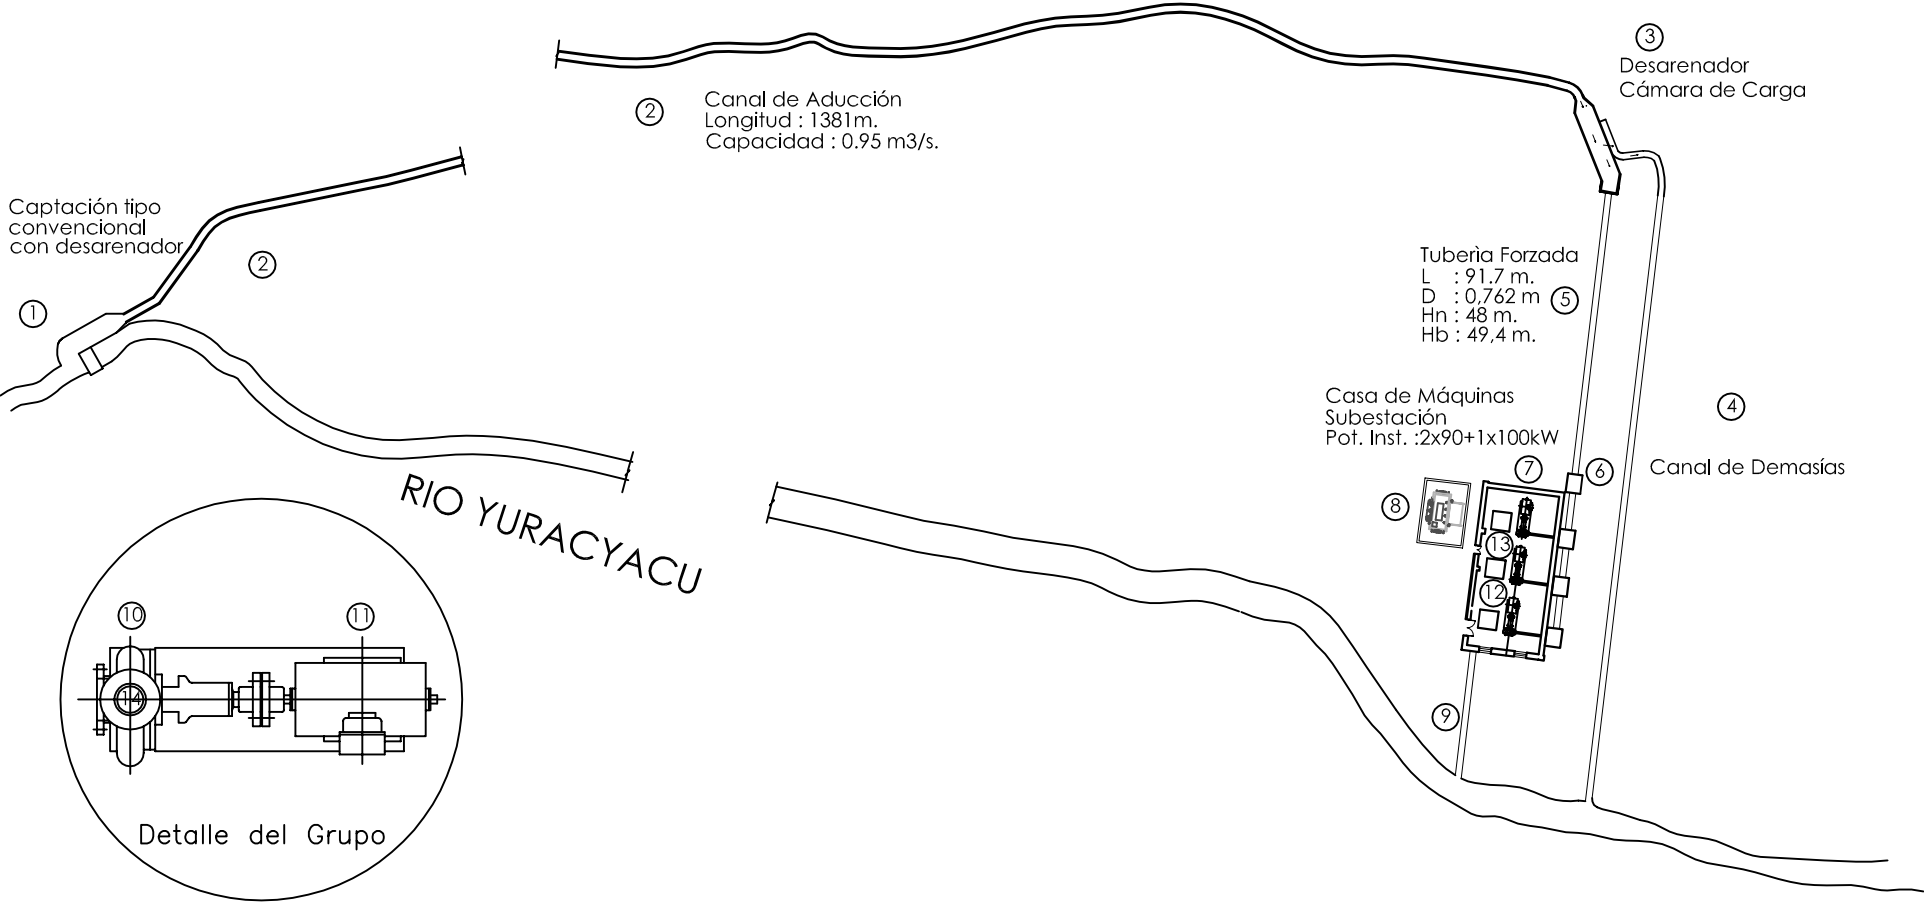 3
Desarenador
Cámara de Carga
2
Canal de Aducción
Longitud : 1381m.
Capacidad : 0.95 m3/s.
Captación tipo
convencional
con desarenador
2
1
Tuberìa Forzada
L : 91.7 m.
D : 0,762 m
Hn : 48 m.
Hb : 49,4 m.
5
4
Casa de Máquinas
Subestación
Pot. Inst. :2x90+1x100kW
7
6
Canal de Demasías
8
RIO YURACYACU
13
12
10
11
14
9
Detalle del Grupo